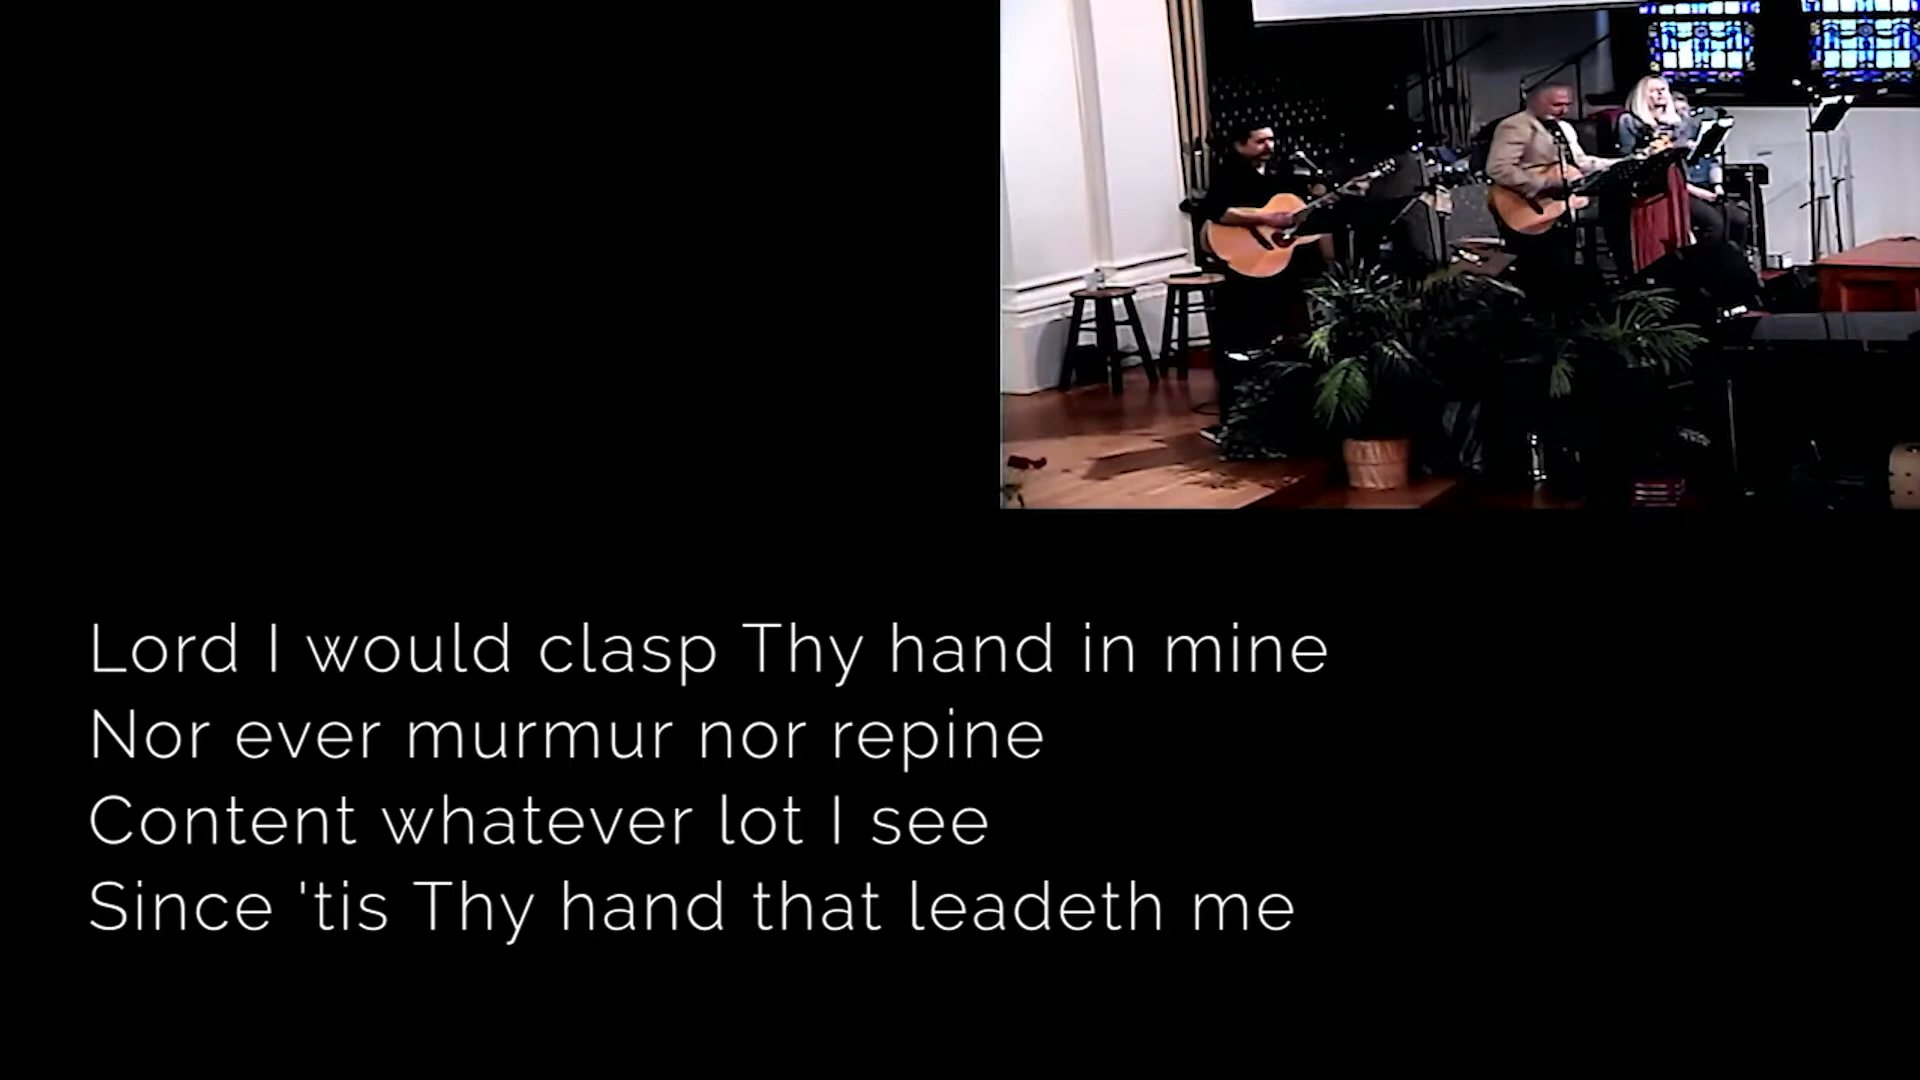 Lord I would clasp Thy hand in mine
Nor ever murmur nor repine
Content whatever lot I see
Since 'tis Thy hand that leadeth me